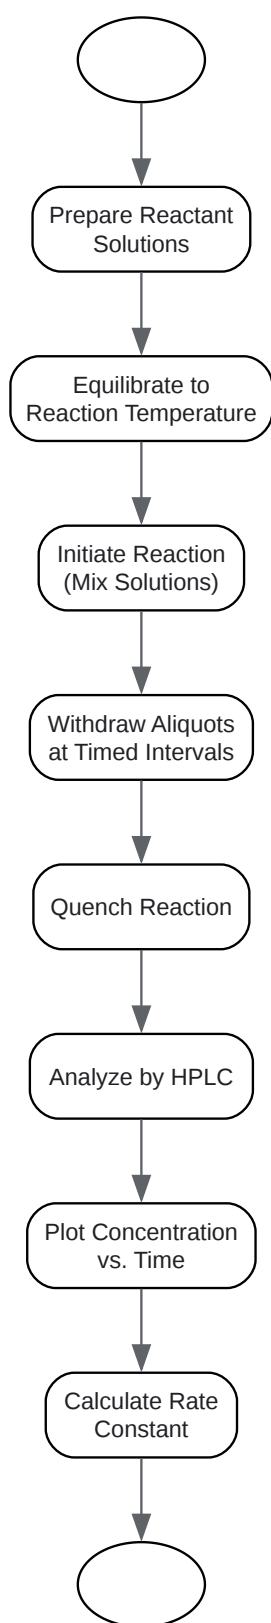 Prepare Reactant
Solutions
Equilibrate to
Reaction Temperature
Initiate Reaction
(Mix Solutions)
Withdraw Aliquots
at Timed Intervals
Quench Reaction
Analyze by HPLC
Plot Concentration
vs. Time
Calculate Rate
Constant